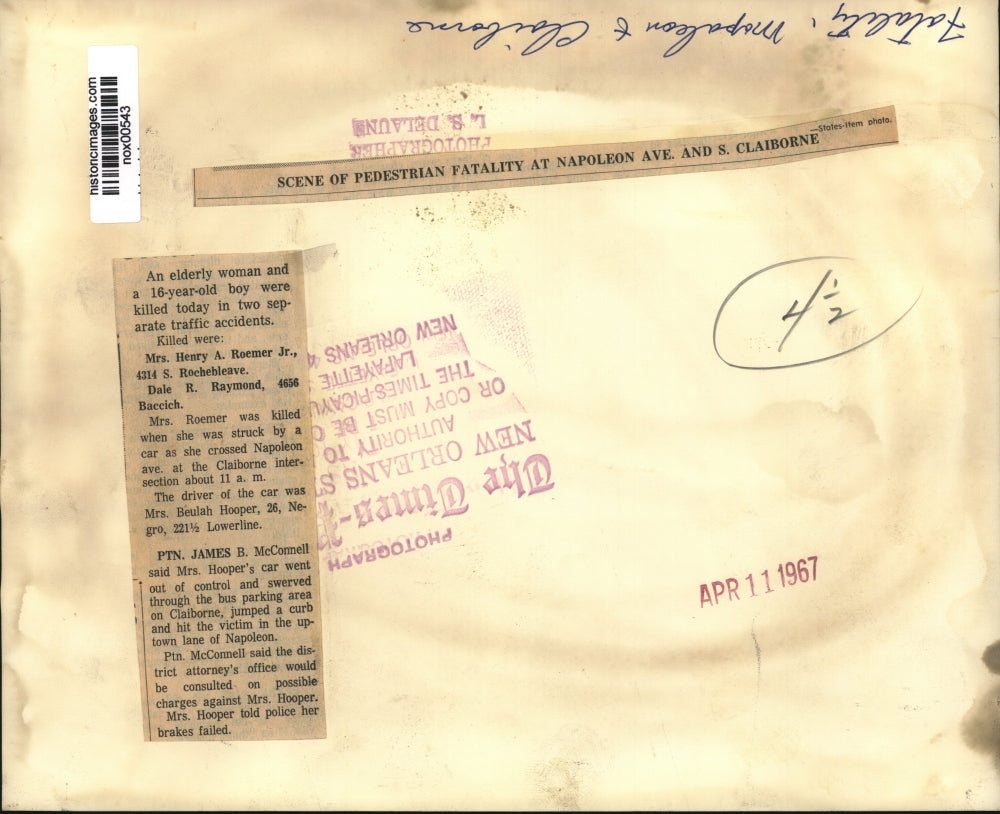 Fatality. Napoleon & Claiborne
historicimages.com
nox00543
PHOTOGRAPHER
L. S. DELAUNE
—States-Item photo.
SCENE OF PEDESTRIAN FATALITY AT NAPOLEON AVE. AND S. CLAIBORNE
An elderly woman and
a 16-year-old boy were
killed today in two sep-
arate traffic accidents.
Killed were:
Mrs. Henry A. Roemer Jr.,
4314 S. Rochebleave.
Dale R. Raymond, 4656
Baccich.
Mrs. Roemer was killed
when she was struck by a
car as she crossed Napoleon
ave. at the Claiborne inter-
section about 11 a. m.
The driver of the car was
Mrs. Beulah Hooper, 26, Ne-
gro, 221½ Lowerline.
PTN. JAMES B. McConnell
said Mrs. Hooper's car went
out of control and swerved
through the bus parking area
on Claiborne, jumped a curb
and hit the victim in the up-
town lane of Napoleon.
Ptn. McConnell said the dis-
trict attorney's office would
be consulted on possible
charges against Mrs. Hooper.
Mrs. Hooper told police her
brakes failed.
4 1/2
PHOTOGRAPH
The Times-
NEW ORLEANS
AUTHORITY TO
OR COPY MUST BE
THE TIMES-PICAYU
LAFAYETTE
NEW ORLEANS
APR 11 1967